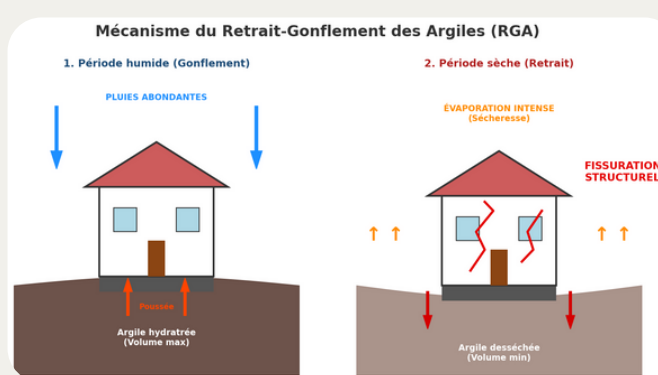 Mécanisme du Retrait-Gonflement des Argiles (RGA)
1. Période humide (Gonflement)
PLUIES ABONDANTES
Poussée
Argile hydratée
(Volume max)
2. Période sèche (Retrait)
ÉVAPORATION INTENSE
(Sécheresse)
FISSURATION
STRUCTUREL
Argile desséchée
(Volume min)